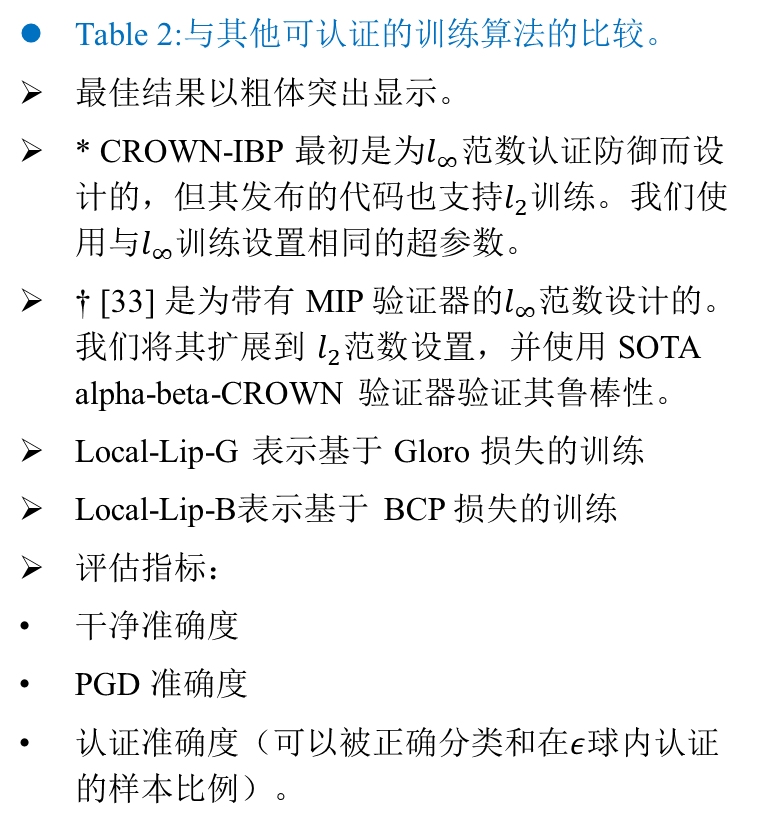 ● Table 2:与其他可认证的训练算法的比较。
➢ 最佳结果以粗体突出显示。
➢ * CROWN-IBP 最初是为l∞范数认证防御而设
计的，但其发布的代码也支持l₂训练。我们使
用与l∞训练设置相同的超参数。
➢ † [33] 是为带有 MIP 验证器的l∞范数设计的。
我们将其扩展到 l₂范数设置，并使用 SOTA
alpha-beta-CROWN 验证器验证其鲁棒性。
➢ Local-Lip-G 表示基于 Gloro 损失的训练
➢ Local-Lip-B表示基于 BCP 损失的训练
➢ 评估指标：
• 干净准确度
• PGD 准确度
• 认证准确度（可以被正确分类和在ϵ球内认证
的样本比例）。